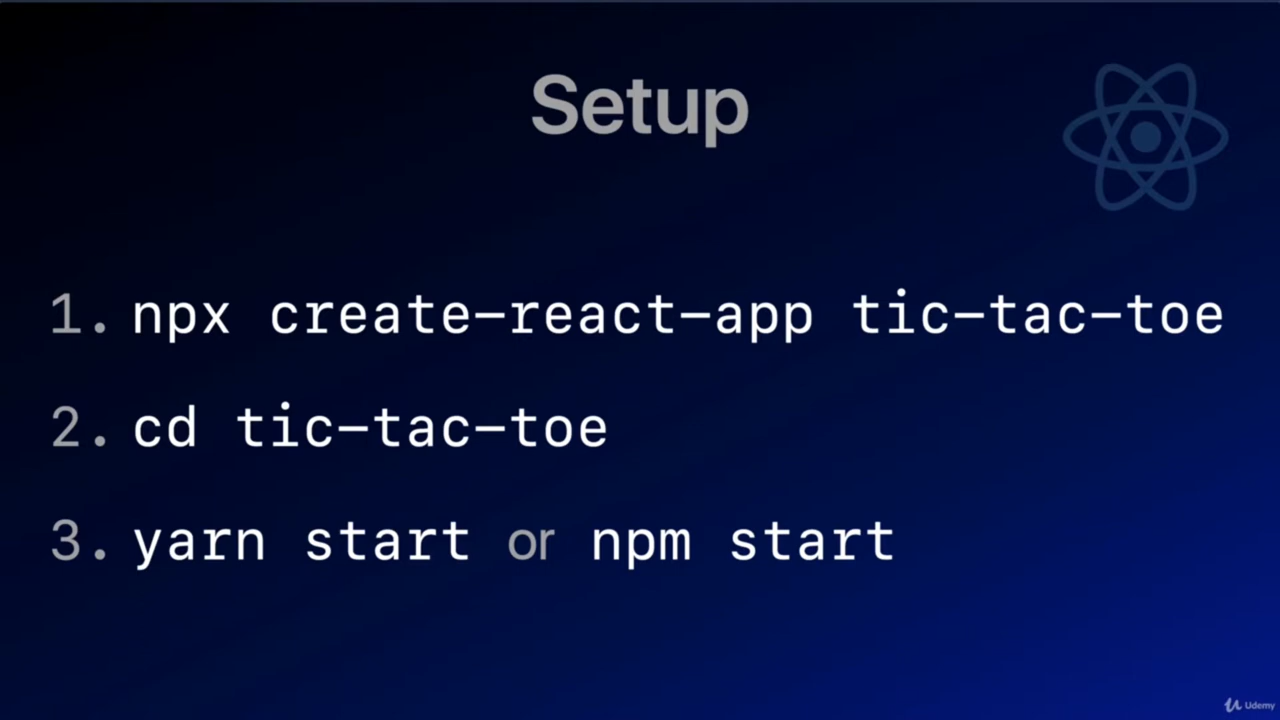 Setup
1. npx create-react-app tic-tac-toe
2. cd tic-tac-toe
3. yarn start or npm start
Udemy